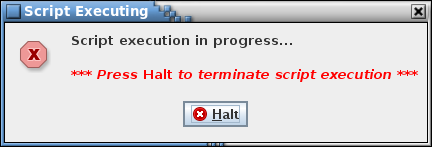 Script Executing
Script execution in progress...
*** Press Halt to terminate script execution ***
Halt